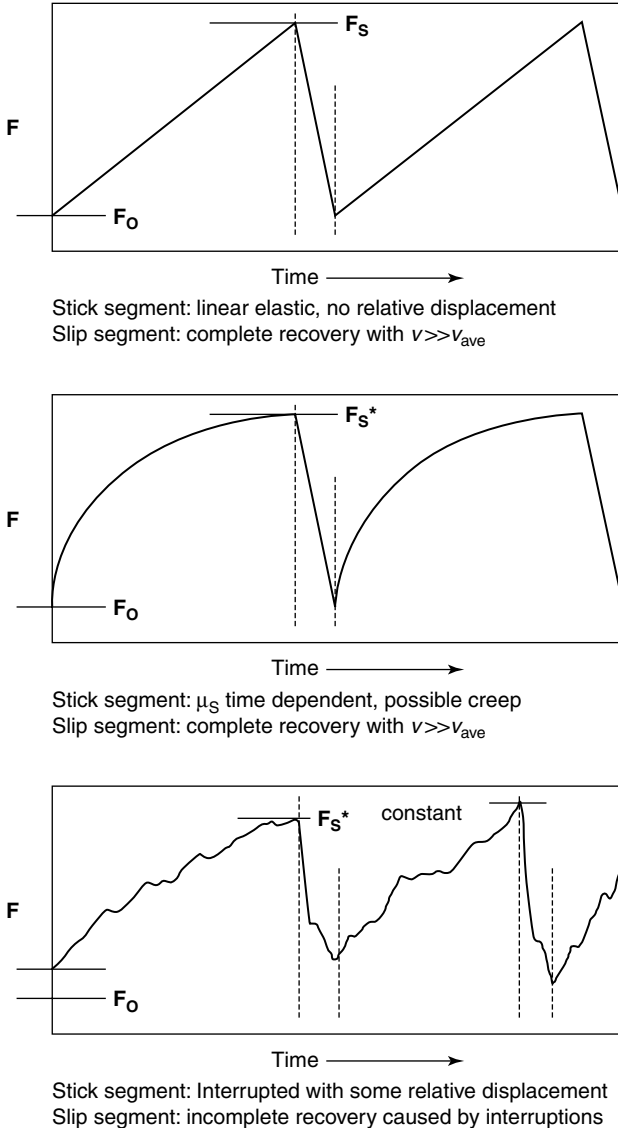 F_S
F
F_O
Time
Stick segment: linear elastic, no relative displacement
Slip segment: complete recovery with v>>v_ave
F_S*
F
F_O
Time
Stick segment: μ_S time dependent, possible creep
Slip segment: complete recovery with v>>v_ave
F_S* constant
F
F_O
Time
Stick segment: Interrupted with some relative displacement
Slip segment: incomplete recovery caused by interruptions